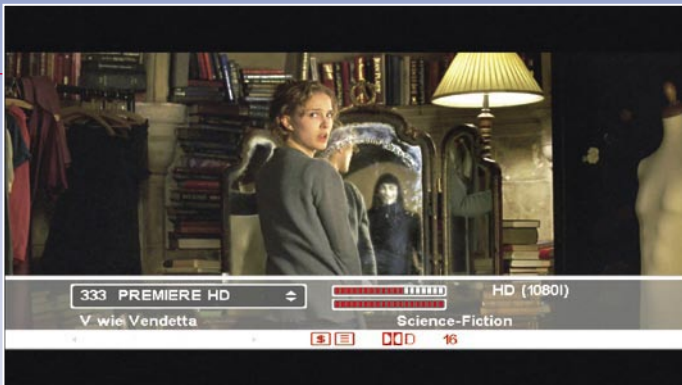 333 PREMIERE HD HD (1080I)
V wie Vendetta Science-Fiction
$ D 16